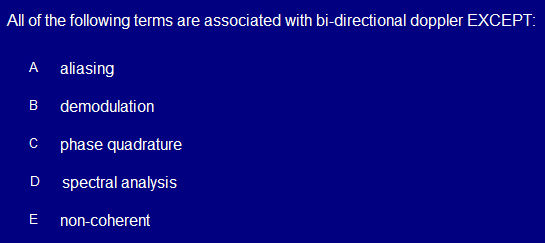 All of the following terms are associated with bi-directional doppler EXCEPT:
A aliasing
B demodulation
C phase quadrature
D spectral analysis
E non-coherent